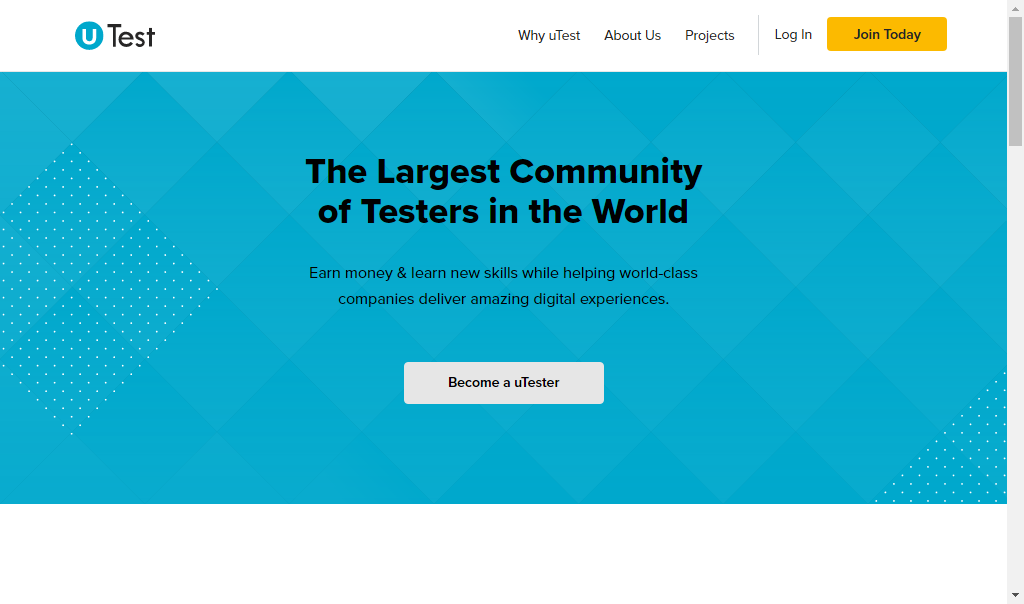 uTest
Why uTest
About Us
Projects
Log In
Join Today
The Largest Community
of Testers in the World
Earn money & learn new skills while helping world-class
companies deliver amazing digital experiences.
Become a uTester